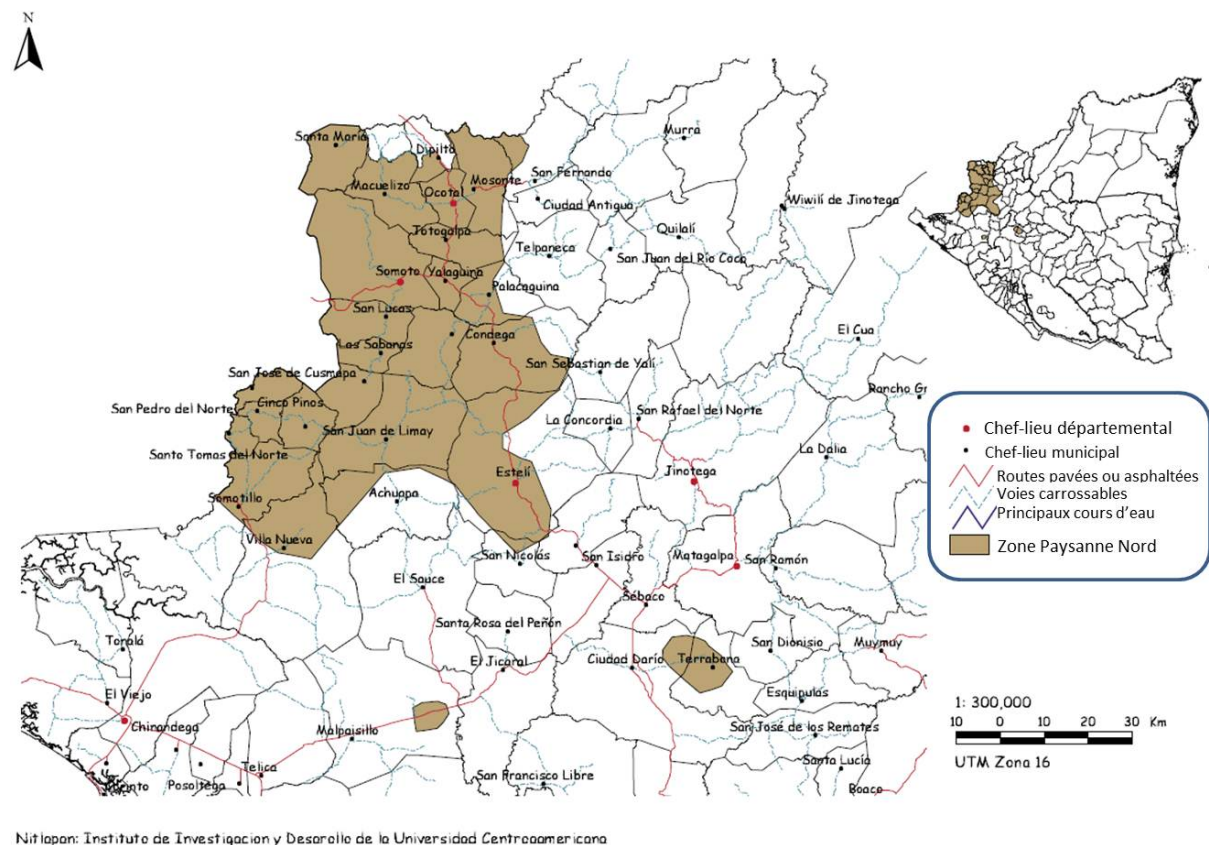 N
Santa María
Dipilto
Murra
Macuelizo
Ocotal
Mosonte
San Fernando
Ciudad Antigua
Wiwilí de Jinotega
Totogalpa
Telpaneca
Quilalí
San Juan del Río Coco
Somoto
Yalaguina
Palacaguina
San Lucas
Las Sabanas
Condega
El Cua
San José de Cusmapa
San Sebastian de Yalí
Rancho Gr
San Pedro del Norte
Cinco Pinos
San Rafael del Norte
San Juan de Limay
La Concordia
Santo Tomas del Norte
La Dalia
Estelí
Jinotega
Somotillo
Achuapa
Villa Nueva
San Nicolás
San Isidro
Matagalpa
San Ramón
El Sauce
Sébaco
Santa Rosa del Peñón
Tonalá
San Dionisio
Muymuy
El Jicaral
Ciudad Darío
Terrabona
El Viejo
Esquipulas
Chinandega
Malpaisillo
San José de los Remates
Telica
Santa Lucía
Posoltega
San Francisco Libre
Boaco
Chef-lieu départemental
Chef-lieu municipal
Routes pavées ou asphaltées
Voies carrossables
Principaux cours d'eau
Zone Paysanne Nord
1: 300,000
10 0 10 20 30 Km
UTM Zona 16
Nitlapan: Instituto de Investigacion y Desarollo de la Universidad Centroamericana